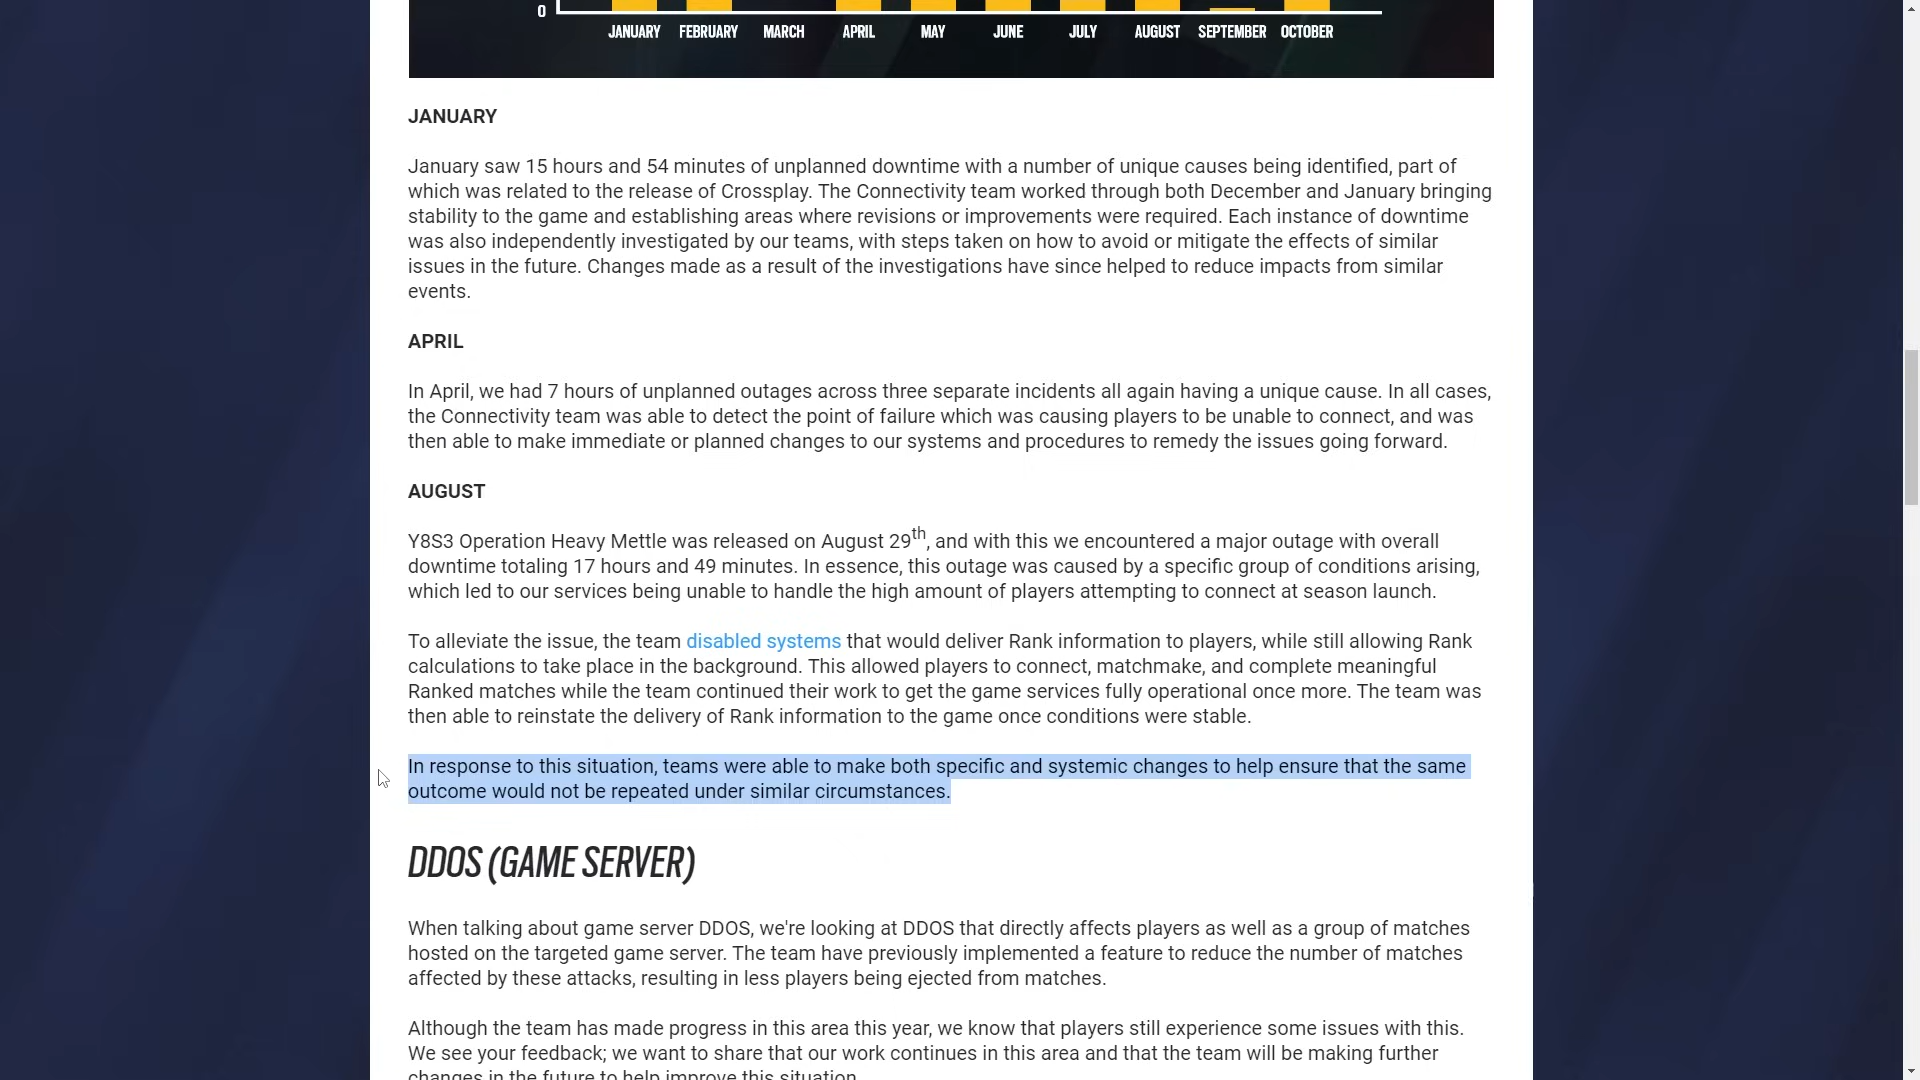 0
JANUARY FEBRUARY MARCH APRIL MAY JUNE JULY AUGUST SEPTEMBER OCTOBER
JANUARY
January saw 15 hours and 54 minutes of unplanned downtime with a number of unique causes being identified, part of
which was related to the release of Crossplay. The Connectivity team worked through both December and January bringing
stability to the game and establishing areas where revisions or improvements were required. Each instance of downtime
was also independently investigated by our teams, with steps taken on how to avoid or mitigate the effects of similar
issues in the future. Changes made as a result of the investigations have since helped to reduce impacts from similar
events.
APRIL
In April, we had 7 hours of unplanned outages across three separate incidents all again having a unique cause. In all cases,
the Connectivity team was able to detect the point of failure which was causing players to be unable to connect, and was
then able to make immediate or planned changes to our systems and procedures to remedy the issues going forward.
AUGUST
Y8S3 Operation Heavy Mettle was released on August 29th, and with this we encountered a major outage with overall
downtime totaling 17 hours and 49 minutes. In essence, this outage was caused by a specific group of conditions arising,
which led to our services being unable to handle the high amount of players attempting to connect at season launch.
To alleviate the issue, the team disabled systems that would deliver Rank information to players, while still allowing Rank
calculations to take place in the background. This allowed players to connect, matchmake, and complete meaningful
Ranked matches while the team continued their work to get the game services fully operational once more. The team was
then able to reinstate the delivery of Rank information to the game once conditions were stable.
In response to this situation, teams were able to make both specific and systemic changes to help ensure that the same
outcome would not be repeated under similar circumstances.
DDOS (GAME SERVER)
When talking about game server DDOS, we're looking at DDOS that directly affects players as well as a group of matches
hosted on the targeted game server. The team have previously implemented a feature to reduce the number of matches
affected by these attacks, resulting in less players being ejected from matches.
Although the team has made progress in this area this year, we know that players still experience some issues with this.
We see your feedback; we want to share that our work continues in this area and that the team will be making further
changes in the future to help improve this situation.